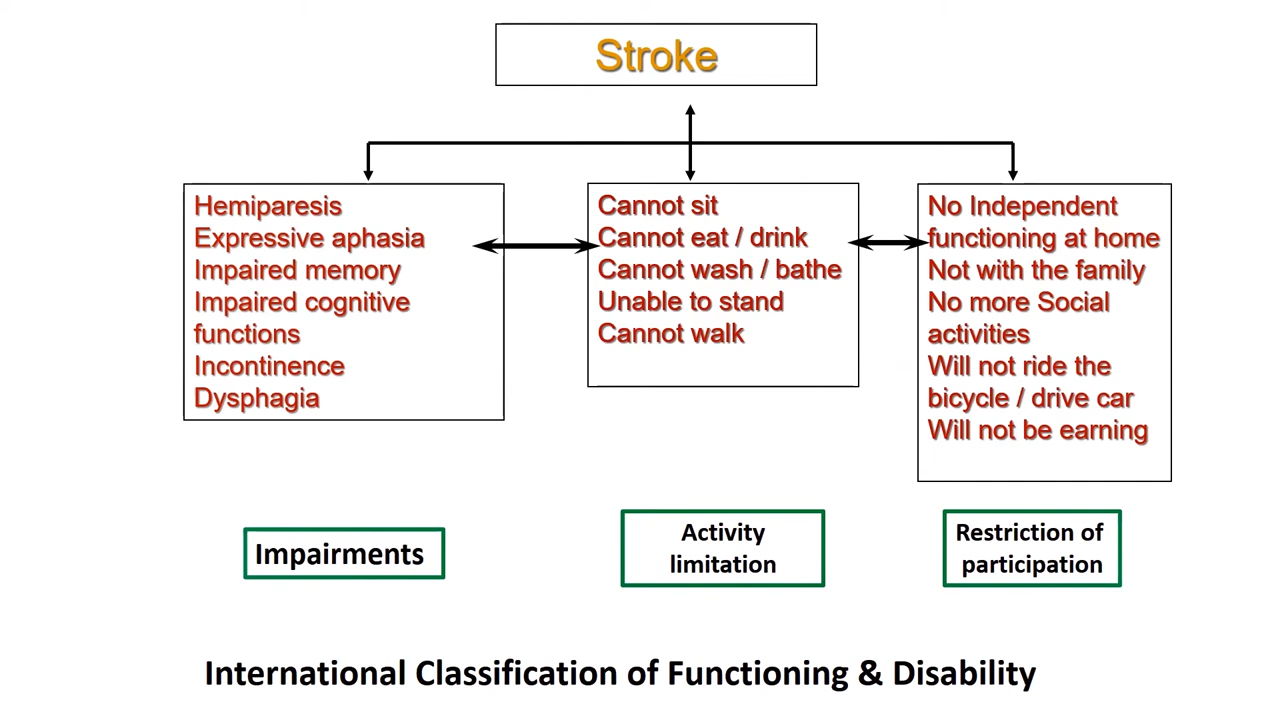 Stroke
Hemiparesis
Expressive aphasia
Impaired memory
Impaired cognitive
functions
Incontinence
Dysphagia
Cannot sit
Cannot eat / drink
Cannot wash / bathe
Unable to stand
Cannot walk
No Independent
functioning at home
Not with the family
No more Social
activities
Will not ride the
bicycle / drive car
Will not be earning
Impairments
Activity
limitation
Restriction of
participation
International Classification of Functioning & Disability